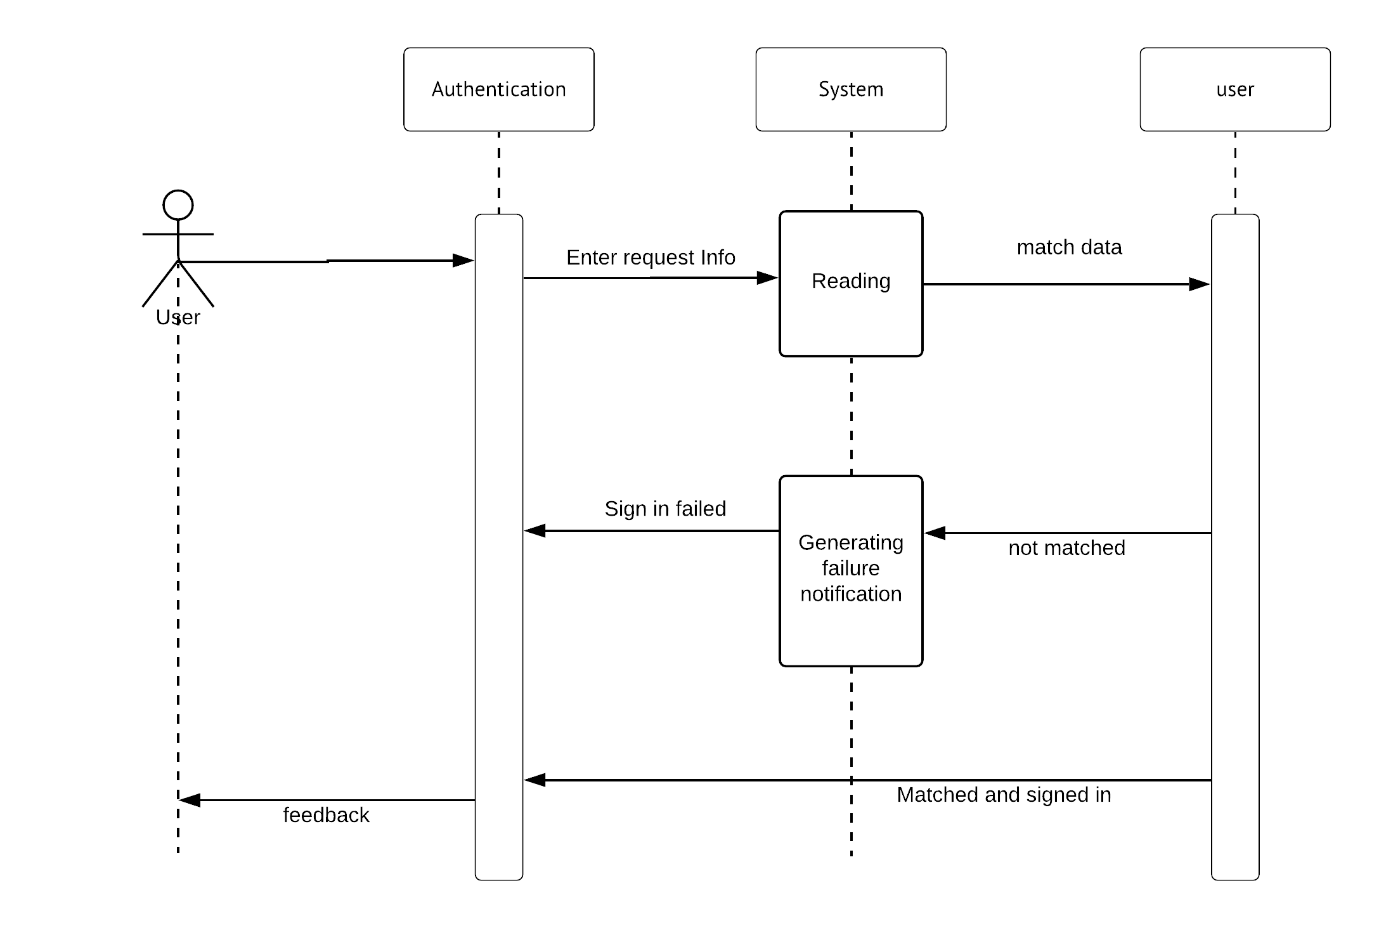 Authentication
System
user
User
Enter request Info
Reading
match data
Sign in failed
Generating
failure
notification
not matched
Matched and signed in
feedback